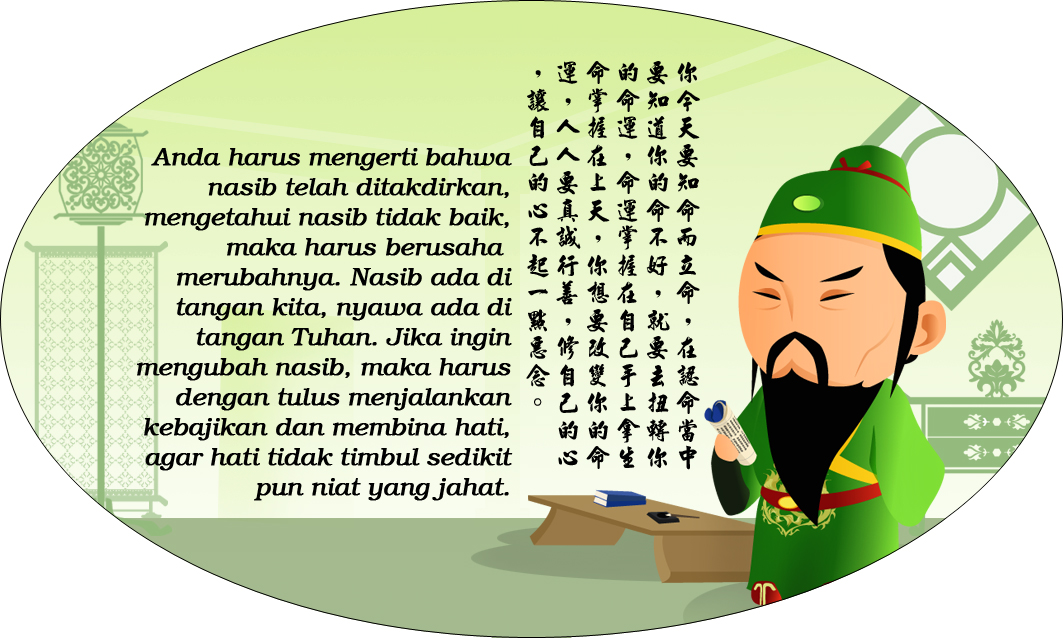 Anda harus mengerti bahwa
nasib telah ditakdirkan,
mengetahui nasib tidak baik,
maka harus berusaha
merubahnya. Nasib ada di
tangan kita, nyawa ada di
tangan Tuhan. Jika ingin
mengubah nasib, maka harus
dengan tulus menjalankan
kebajikan dan membina hati,
agar hati tidak timbul sedikit
pun niat yang jahat.
你今天要知命而立命，在認命當中
要知道你的命不好，就要去扭轉你
的命運，命運掌握在自己手上拿生
命掌握在上天，你想要改變你的命
運，人人要真誠行善，修自己的心
，讓自己的心不起一點惡念。